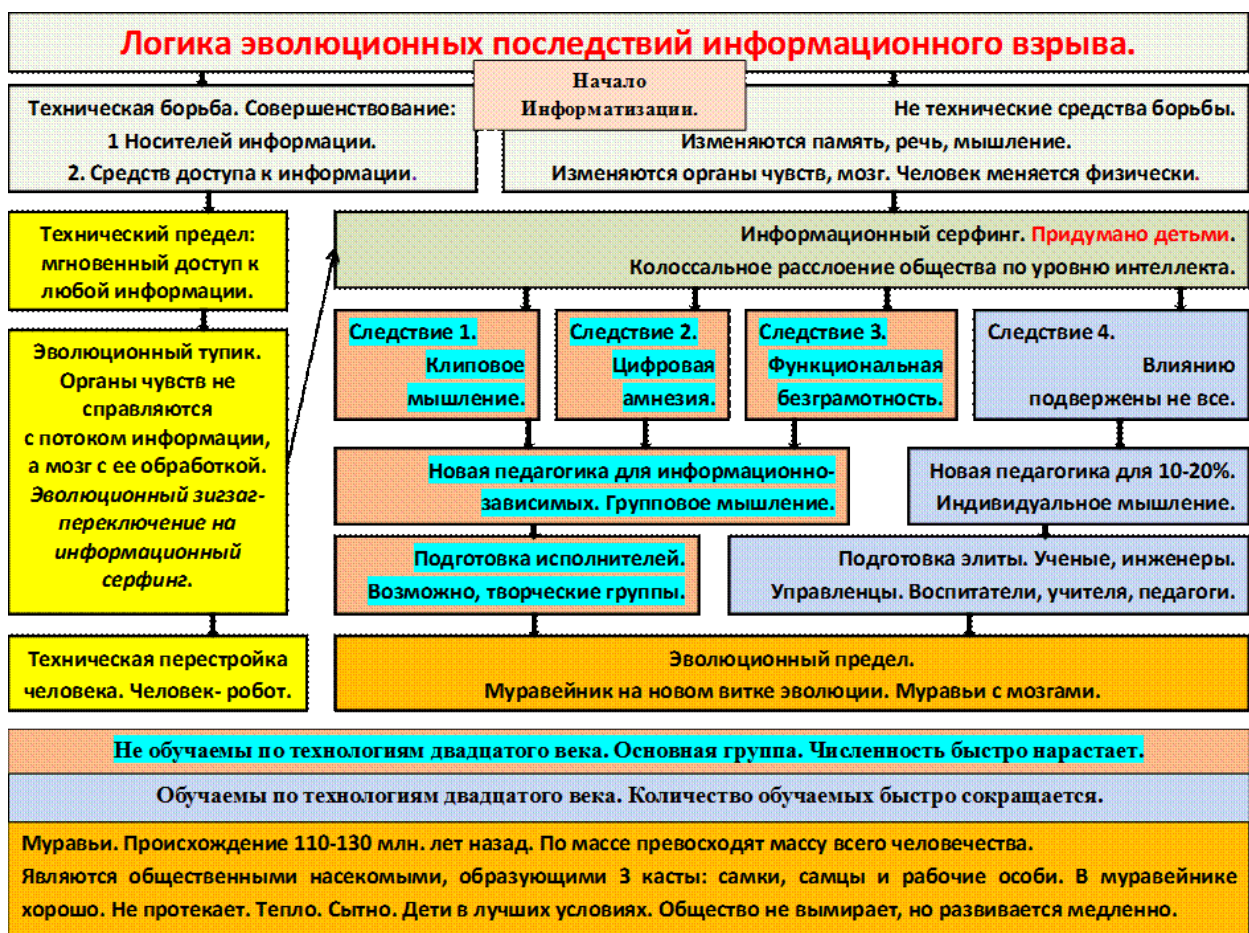 Логика эволюционных последствий информационного взрыва.
Начало
Информатизации.
Техническая борьба. Совершенствование:
1 Носителей информации.
2. Средств доступа к информации.
Не технические средства борьбы.
Изменяются память, речь, мышление.
Изменяются органы чувств, мозг. Человек меняется физически.
Технический предел:
мгновенный доступ к
любой информации.
Информационный серфинг. Придумано детьми.
Колоссальное расслоение общества по уровню интеллекта.
Эволюционный тупик.
Органы чувств не
справляются
с потоком информации,
а мозг с ее обработкой.
Эволюционный зигзаг-
переключение на
информационный
серфинг.
Следствие 1.
Клиповое
мышление.
Следствие 2.
Цифровая
амнезия.
Следствие 3.
Функциональная
безграмотность.
Следствие 4.
Влиянию
подвержены не все.
Новая педагогика для информационно-
зависимых. Групповое мышление.
Новая педагогика для 10-20%.
Индивидуальное мышление.
Подготовка исполнителей.
Возможно, творческие группы.
Подготовка элиты. Ученые, инженеры.
Управленцы. Воспитатели, учителя, педагоги.
Техническая перестройка
человека. Человек- робот.
Эволюционный предел.
Муравейник на новом витке эволюции. Муравьи с мозгами.
Не обучаемы по технологиям двадцатого века. Основная группа. Численность быстро нарастает.
Обучаемы по технологиям двадцатого века. Количество обучаемых быстро сокращается.
Муравьи. Происхождение 110-130 млн. лет назад. По массе превосходят массу всего человечества.
Являются общественными насекомыми, образующими 3 касты: самки, самцы и рабочие особи. В муравейнике
хорошо. Не протекает. Тепло. Сытно. Дети в лучших условиях. Общество не вымирает, но развивается медленно.